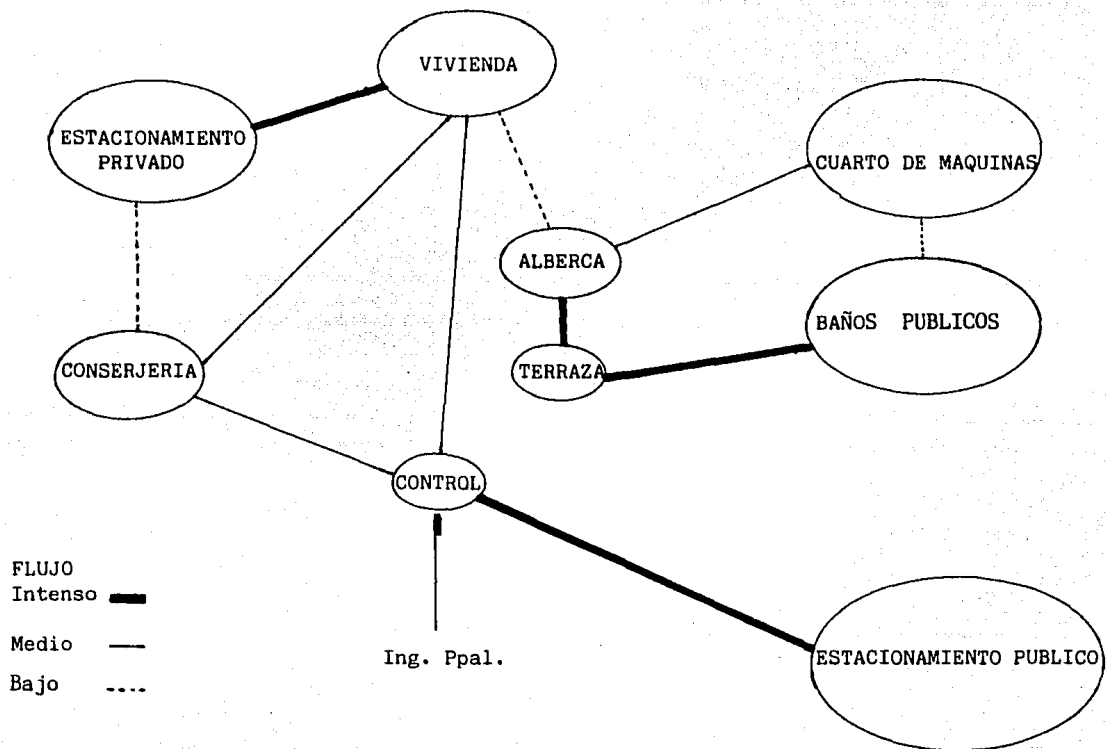 VIVIENDA
ESTACIONAMIENTO
PRIVADO
CUARTO DE MAQUINAS
ALBERCA
BAÑOS PUBLICOS
CONSERJERIA
TERRAZA
CONTROL
FLUJO
Intenso
Medio
Bajo
Ing. Ppal.
ESTACIONAMIENTO PUBLICO